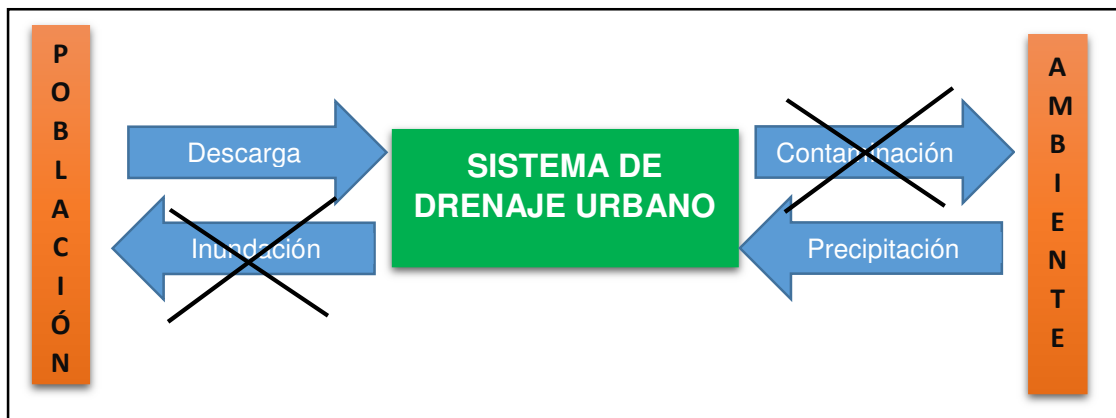 POBLACIÓN
Descarga
Inundación
SISTEMA DE
DRENAJE URBANO
Contaminación
Precipitación
AMBIENTE